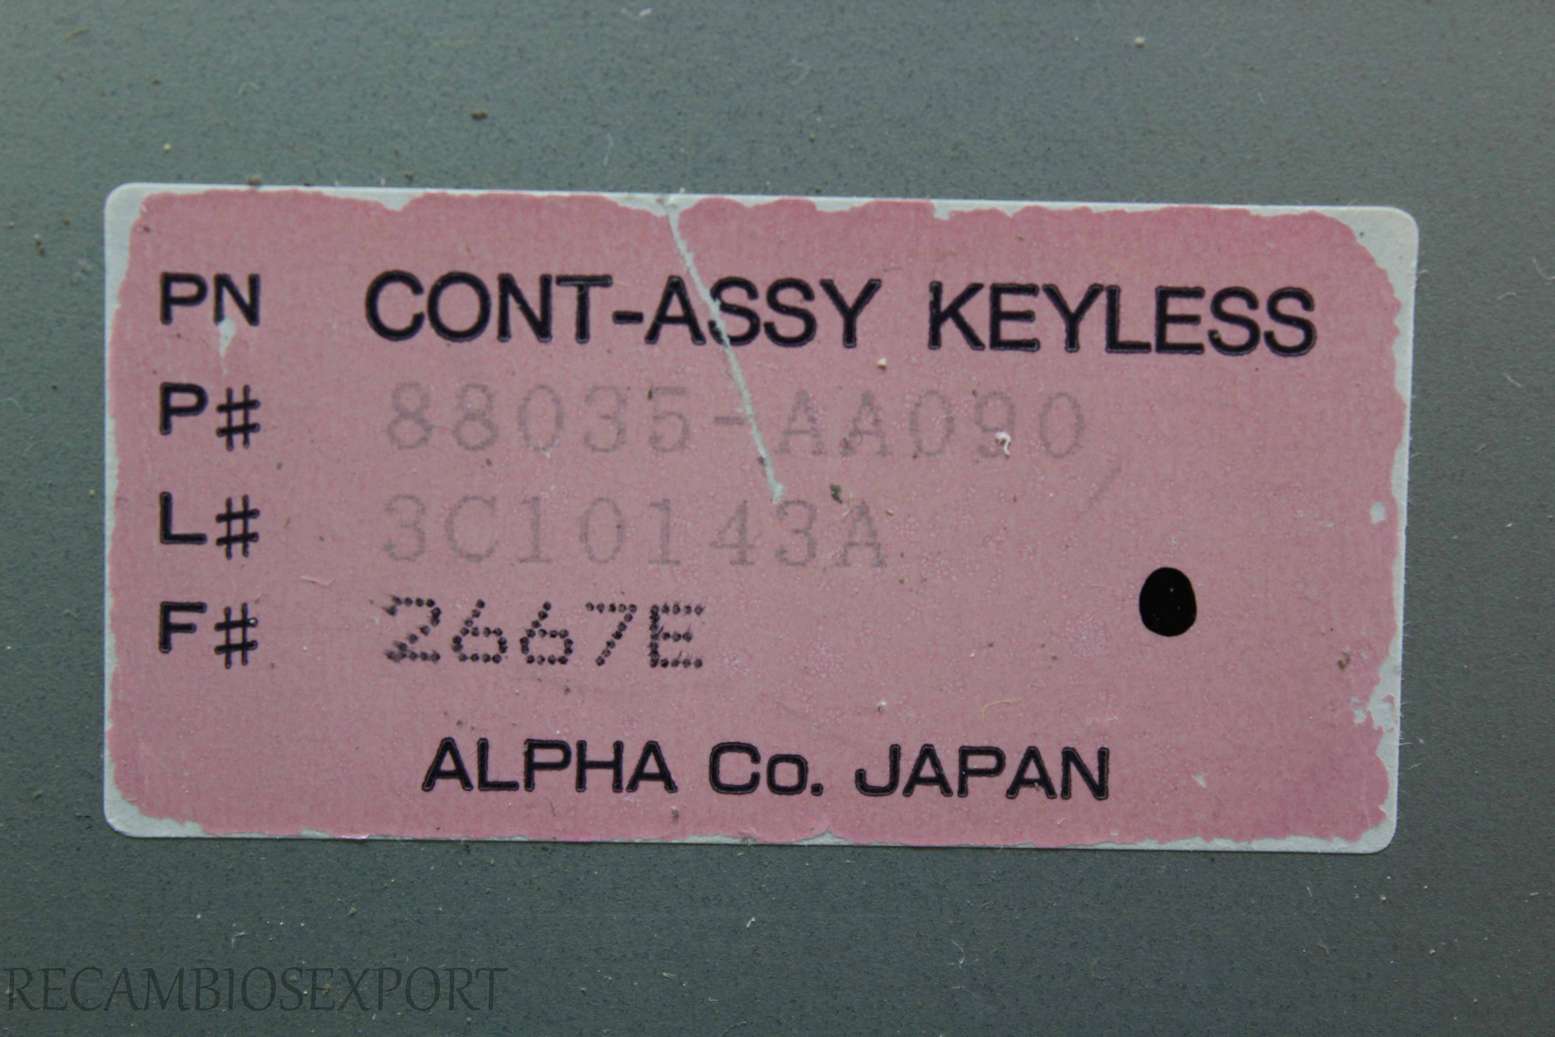 PN CONT-ASSY KEYLESS
P# 88035-AA090
L# 3C10143A
F# 2667E
ALPHA Co. JAPAN
RECAMBIOSEXPORT